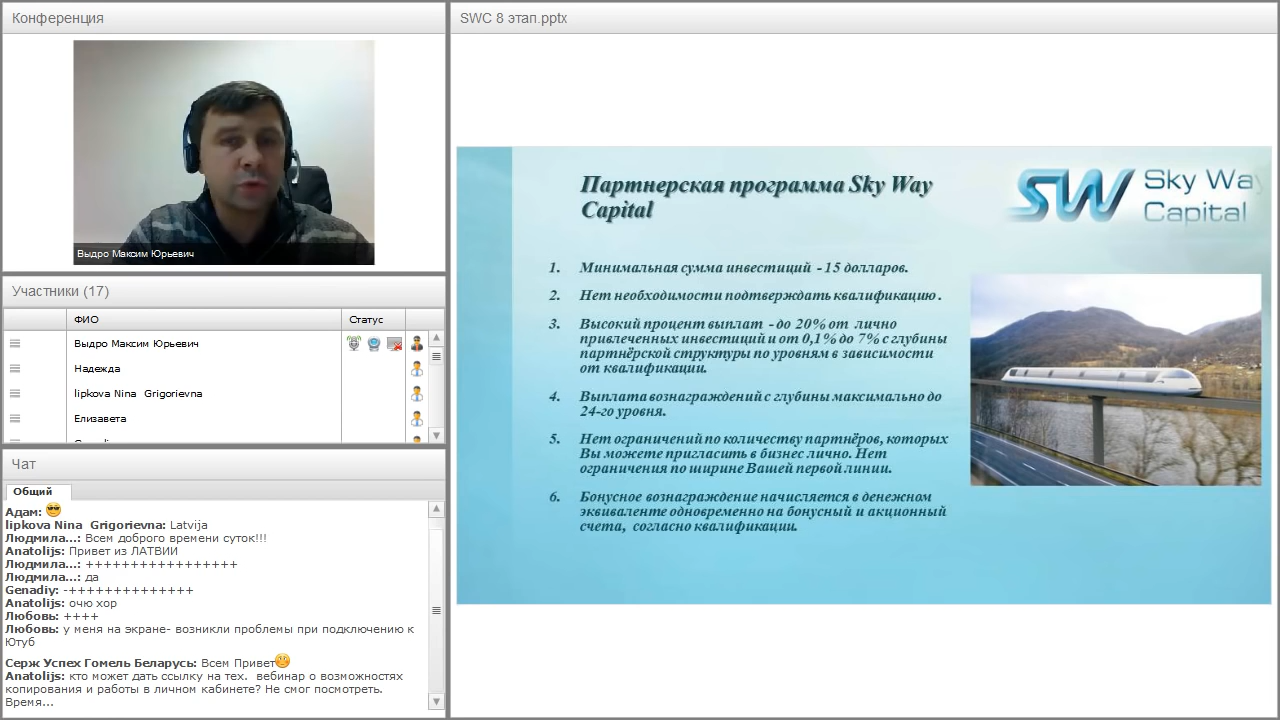 Конференция
Выдро Максим Юрьевич
Участники (17)
ФИО
Статус
Выдро Максим Юрьевич
Надежда
lipkova Nina  Grigorievna
Елизавета
Чат
Общий
Адам:
lipkova Nina  Grigorievna: Latvija
Людмила...: Всем доброго времени суток!!!
Anatolijs: Привет из ЛАТВИИ
Людмила...: +++++++++++++++++
Людмила...: да
Genadiy: -++++++++++++++
Anatolijs: очю хор
Любовь: ++++
Любовь: у меня на экране- возникли проблемы при подключению к
Ютуб
Серж Успех Гомель Беларусь: Всем Привет
Anatolijs: кто может дать ссылку на тех.  вебинар о возможностях
копирования и работы в личном кабинете? Не смог посмотреть.
Время...
SWC 8 этап.pptx
Партнерская программа Sky Way
Capital
SW Sky Way
Capital
1. Минимальная сумма инвестиций - 15 долларов.
2. Нет необходимости подтверждать квалификацию .
3. Высокий процент выплат - до 20% от лично
привлеченных инвестиций и от 0,1% до 7% с глубины
партнёрской структуры по уровням в зависимости
от квалификации.
4. Выплата вознаграждений с глубины максимально до
24-го уровня.
5. Нет ограничений по количеству партнёров, которых
Вы можете пригласить в бизнес лично. Нет
ограничения по ширине Вашей первой линии.
6. Бонусное вознаграждение начисляется в денежном
эквиваленте одновременно на бонусный и акционный
счета, согласно квалификации.